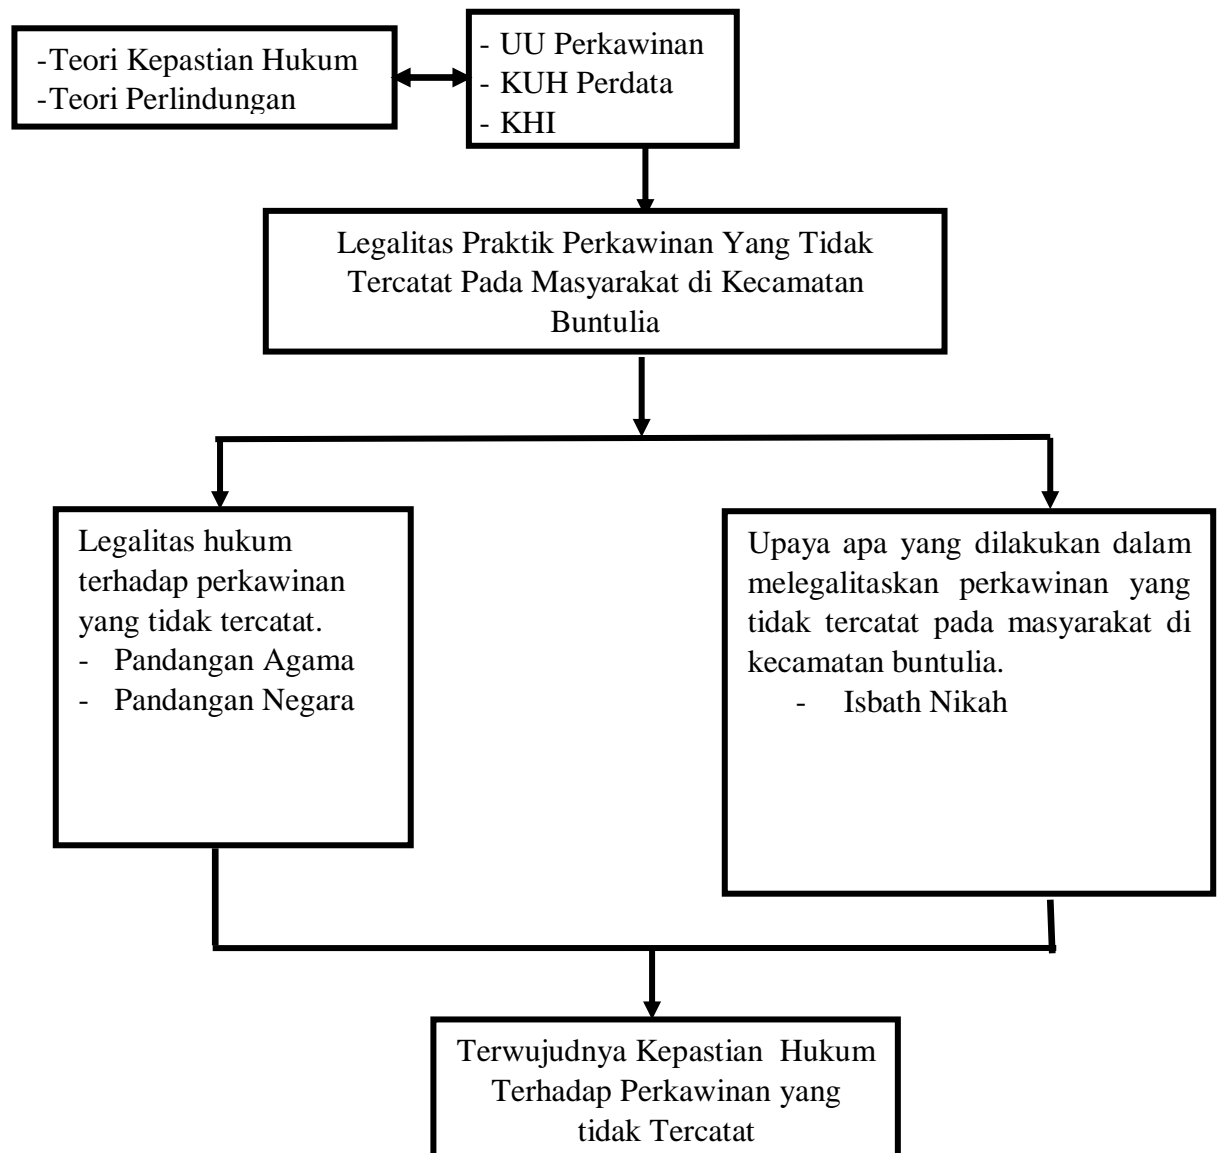 -Teori Kepastian Hukum
-Teori Perlindungan
- UU Perkawinan
- KUH Perdata
- KHI
Legalitas Praktik Perkawinan Yang Tidak
Tercatat Pada Masyarakat di Kecamatan
Buntulia
Legalitas hukum
terhadap perkawinan
yang tidak tercatat.
- Pandangan Agama
- Pandangan Negara
Upaya apa yang dilakukan dalam
melegalitaskan perkawinan yang
tidak tercatat pada masyarakat di
kecamatan buntulia.
- Isbath Nikah
Terwujudnya Kepastian Hukum
Terhadap Perkawinan yang
tidak Tercatat